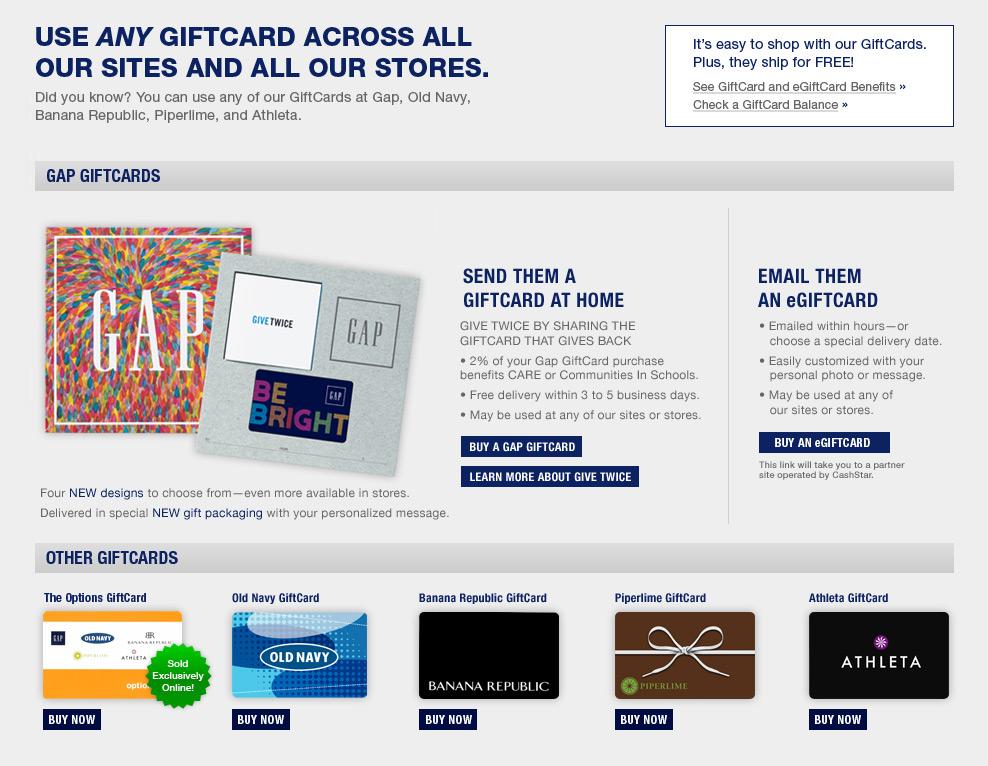 USE ANY GIFTCARD ACROSS ALL
OUR SITES AND ALL OUR STORES.
Did you know? You can use any of our GiftCards at Gap, Old Navy,
Banana Republic, Piperlime, and Athleta.
It's easy to shop with our GiftCards.
Plus, they ship for FREE!
See GiftCard and eGiftCard Benefits »
Check a GiftCard Balance »
GAP GIFTCARDS
GAP
GIVE TWICE
GAP
BE
BRIGHT
GAP
Four NEW designs to choose from—even more available in stores.
Delivered in special NEW gift packaging with your personalized message.
SEND THEM A
GIFTCARD AT HOME
GIVE TWICE BY SHARING THE
GIFTCARD THAT GIVES BACK
• 2% of your Gap GiftCard purchase
benefits CARE or Communities In Schools.
• Free delivery within 3 to 5 business days.
• May be used at any of our sites or stores.
BUY A GAP GIFTCARD
LEARN MORE ABOUT GIVE TWICE
EMAIL THEM
AN eGIFTCARD
• Emailed within hours—or
choose a special delivery date.
• Easily customized with your
personal photo or message.
• May be used at any of
our sites or stores.
BUY AN eGIFTCARD
This link will take you to a partner
site operated by CashStar.
OTHER GIFTCARDS
The Options GiftCard
GAP
OLD NAVY
BR
BANANA REPUBLIC
PIPERLIME
ATHLETA
Sold
Exclusively
Online!
BUY NOW
Old Navy GiftCard
OLD NAVY
BUY NOW
Banana Republic GiftCard
BANANA REPUBLIC
BUY NOW
Piperlime GiftCard
PIPERLIME
BUY NOW
Athleta GiftCard
ATHLETA
BUY NOW